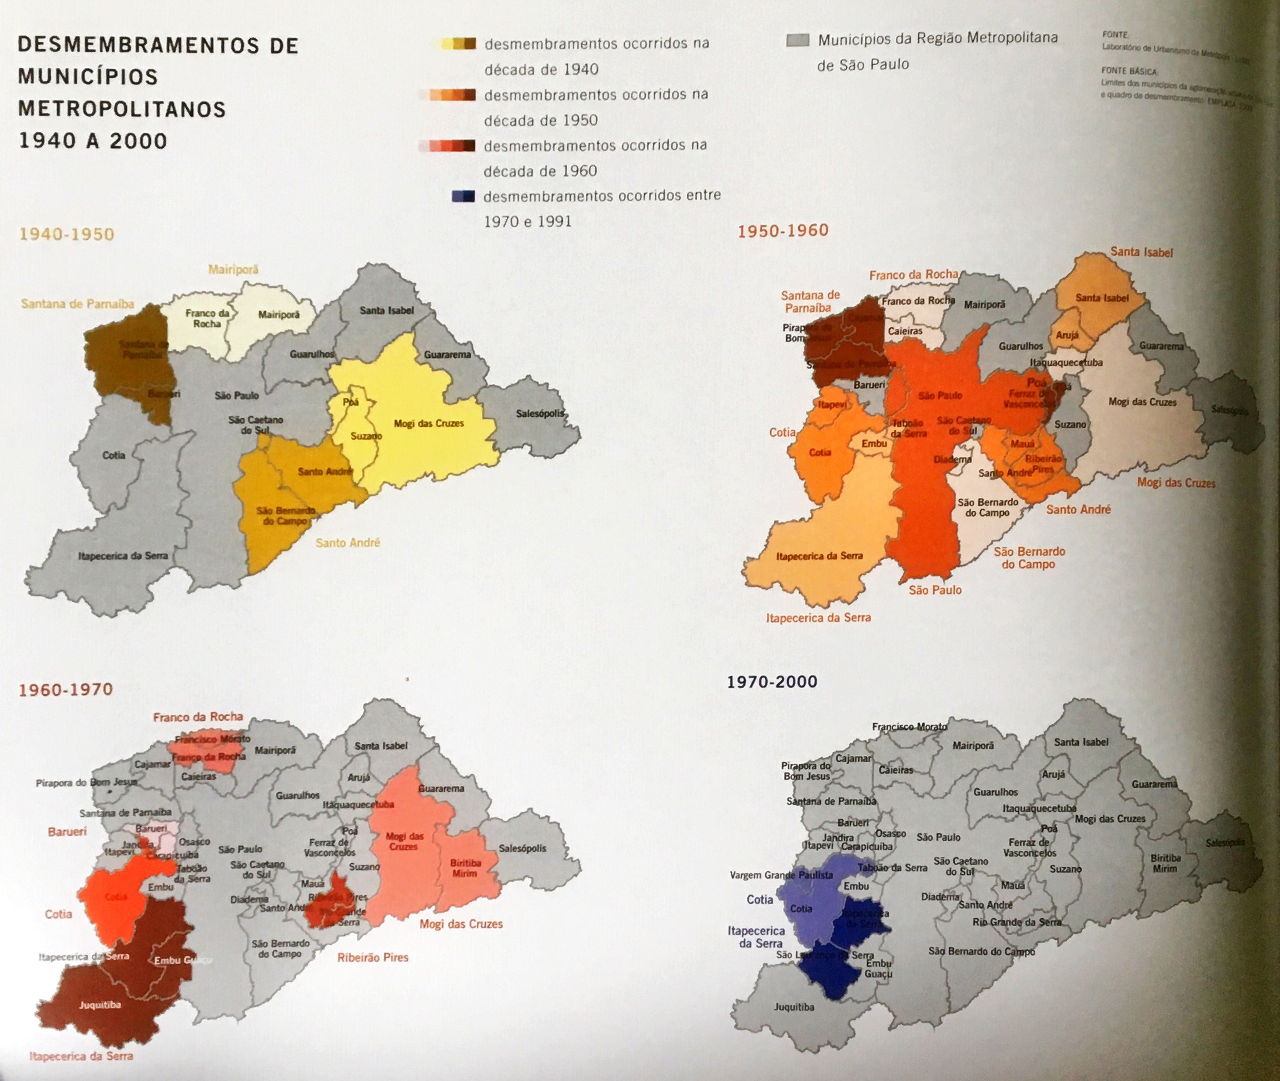 DESMEMBRAMENTOS DE
MUNICÍPIOS
METROPOLITANOS
1940 A 2000
desmembramentos ocorridos na
década de 1940
desmembramentos ocorridos na
década de 1950
desmembramentos ocorridos na
década de 1960
desmembramentos ocorridos entre
1970 e 1991
Municípios da Região Metropolitana
de São Paulo
FONTE:
Laboratório de Urbanismo da
FONTE BÁSICA:
Limites dos municípios da aglomeração
e quadro de desmembramento: EMPLASA,
1940-1950
Mairiporã
Santana de Parnaíba
Franco da
Rocha
Mairiporã
Santa Isabel
Santana de
Parnaíba
Guarulhos
Guararema
Barueri
São Paulo
Poá
São Caetano
do Sul
Mogi das Cruzes
Salesópolis
Suzano
Cotia
Santo André
São Bernardo
do Campo
Santo André
Itapecerica da Serra
1950-1960
Santa Isabel
Franco da Rocha
Santana de
Parnaíba
Franco da Rocha
Mairiporã
Santa Isabel
Cajamar
Pirapora do
Bom Jesus
Caieiras
Arujá
Guarulhos
Guararema
Santana de Parnaíba
Itaquaquecetuba
Barueri
Poá
São Paulo
Ferraz de
Vasconcelos
Itapevi
Mogi das Cruzes
Salesópolis
Cotia
Taboão
da Serra
São Caetano
do Sul
Suzano
Embu
Mauá
Cotia
Diadema
Ribeirão
Pires
Santo André
Mogi das Cruzes
São Bernardo
do Campo
Santo André
Itapecerica da Serra
São Bernardo
do Campo
São Paulo
Itapecerica da Serra
1960-1970
Franco da Rocha
Francisco Morato
Mairiporã
Santa Isabel
Franco da Rocha
Cajamar
Caieiras
Arujá
Pirapora do Bom Jesus
Guararema
Guarulhos
Itaquaquecetuba
Santana de Parnaíba
Barueri
Barueri
Poá
Jandira
Osasco
Mogi das
Cruzes
Itapevi
Carapicuíba
São Paulo
Ferraz de
Vasconcelos
Salesópolis
Taboão
da Serra
São Caetano
do Sul
Suzano
Biritiba
Mirim
Embu
Mauá
Cotia
Diadema
Ribeirão Pires
Santo André
Rio Grande
da Serra
Cotia
Mogi das Cruzes
São Bernardo
do Campo
Itapecerica da Serra
Embu Guaçu
Ribeirão Pires
Juquitiba
Itapecerica da Serra
1970-2000
Francisco Morato
Mairiporã
Santa Isabel
Cajamar
Pirapora do
Bom Jesus
Caieiras
Arujá
Guararema
Guarulhos
Santana de Parnaíba
Itaquaquecetuba
Mogi das Cruzes
Barueri
Poá
Jandira
Osasco
São Paulo
Itapevi
Carapicuíba
Ferraz de
Vasconcelos
Salesópolis
Vargem Grande Paulista
Taboão da Serra
São Caetano
do Sul
Suzano
Biritiba
Mirim
Embu
Mauá
Cotia
Diadema
Cotia
Santo André
Itapecerica
da Serra
Rio Grande da Serra
Itapecerica
da Serra
São Lourenço da Serra
São Bernardo do Campo
Embu
Guaçu
Juquitiba